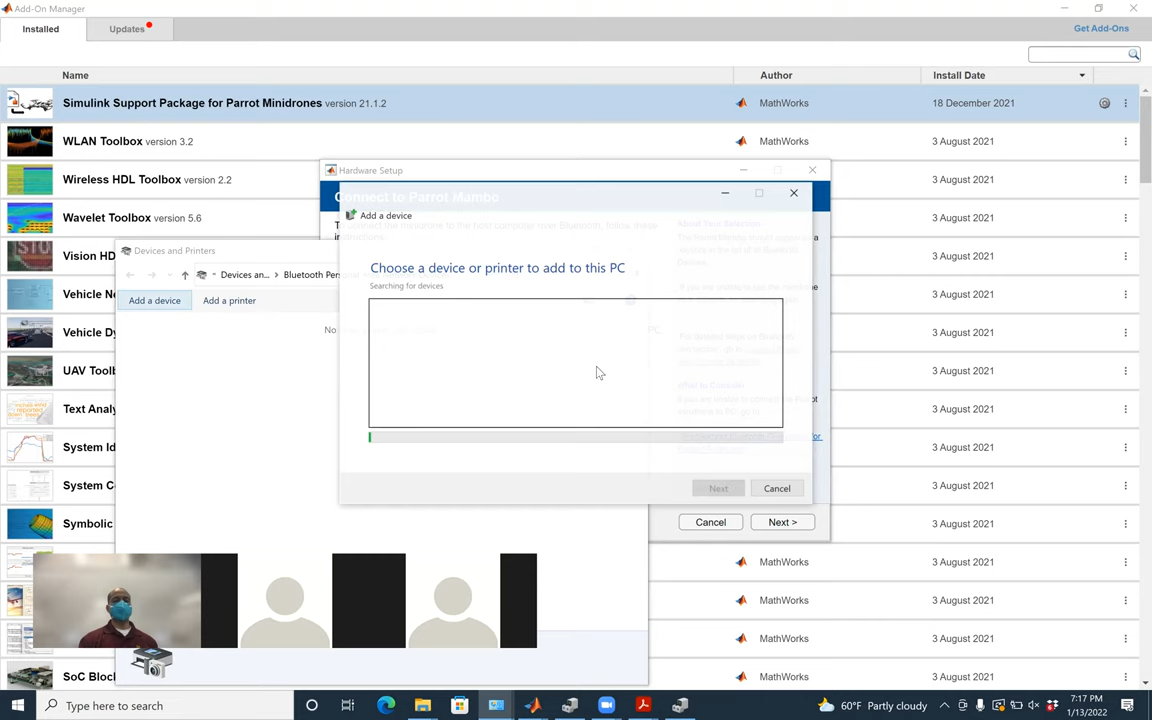 Add-On Manager
Installed
Updates
Get Add-Ons
Name
Author
Install Date
Simulink Support Package for Parrot Minidrones version 21.1.2
MathWorks
18 December 2021
WLAN Toolbox version 3.2
MathWorks
3 August 2021
Wireless HDL Toolbox version 2.2
3 August 2021
Wavelet Toolbox version 5.6
3 August 2021
Vision HD
3 August 2021
Vehicle Ne
3 August 2021
Vehicle Dy
3 August 2021
UAV Toolb
3 August 2021
Text Analy
3 August 2021
System Id
3 August 2021
System C
3 August 2021
Symbolic
3 August 2021
MathWorks
3 August 2021
MathWorks
3 August 2021
MathWorks
3 August 2021
SoC Bloc
MathWorks
3 August 2021
Hardware Setup
Connect to Parrot Mambo
Cancel
Next >
Devices and Printers
Devices an...
Bluetooth Personal
Add a device
Add a printer
No
PC.
Add a device
Choose a device or printer to add to this PC
Searching for devices
Next
Cancel
Type here to search
60°F Partly cloudy
7:17 PM
1/13/2022